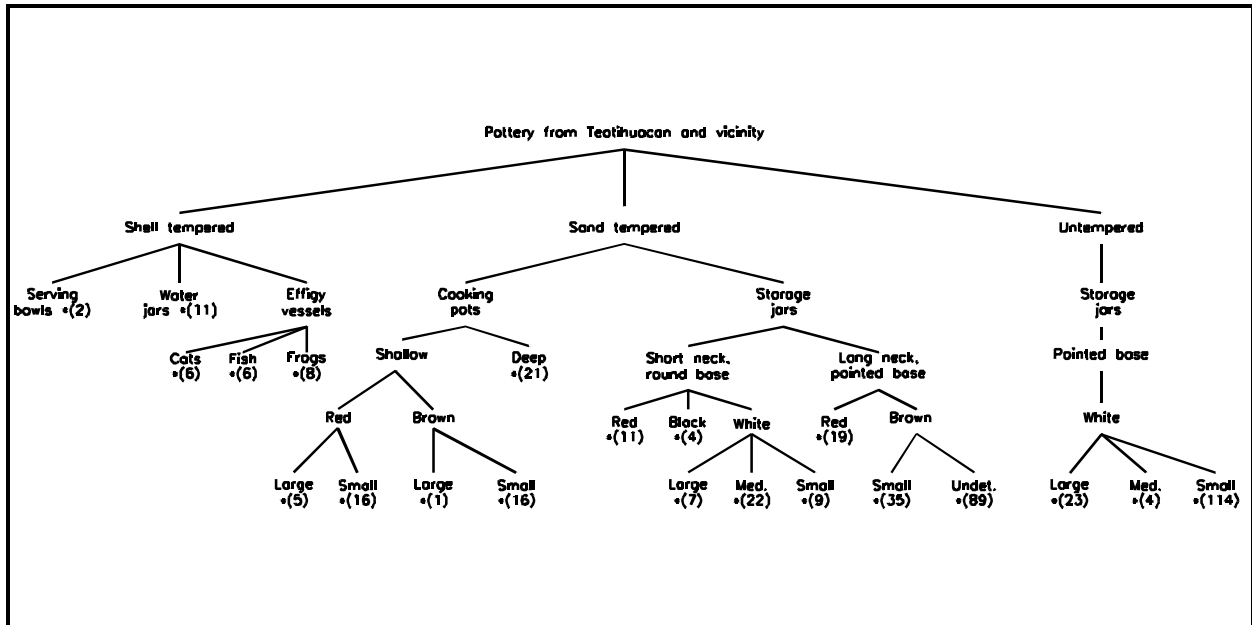 Pottery from Teotihuacan and vicinity
Shell tempered
Sand tempered
Untempered
Serving
bowls *(2)
Water
jars *(11)
Effigy
vessels
Cooking
pots
Storage
jars
Storage
jars
Cats
*(6)
Fish
*(6)
Frogs
*(8)
Shallow
Deep
*(21)
Short neck,
round base
Long neck,
pointed base
Pointed base
Red
Brown
Red
*(11)
Black
*(4)
White
Red
*(19)
Brown
White
Large
*(5)
Small
*(16)
Large
*(1)
Small
*(16)
Large
*(7)
Med.
*(22)
Small
*(9)
Small
*(35)
Undet.
*(89)
Large
*(23)
Med.
*(4)
Small
*(114)